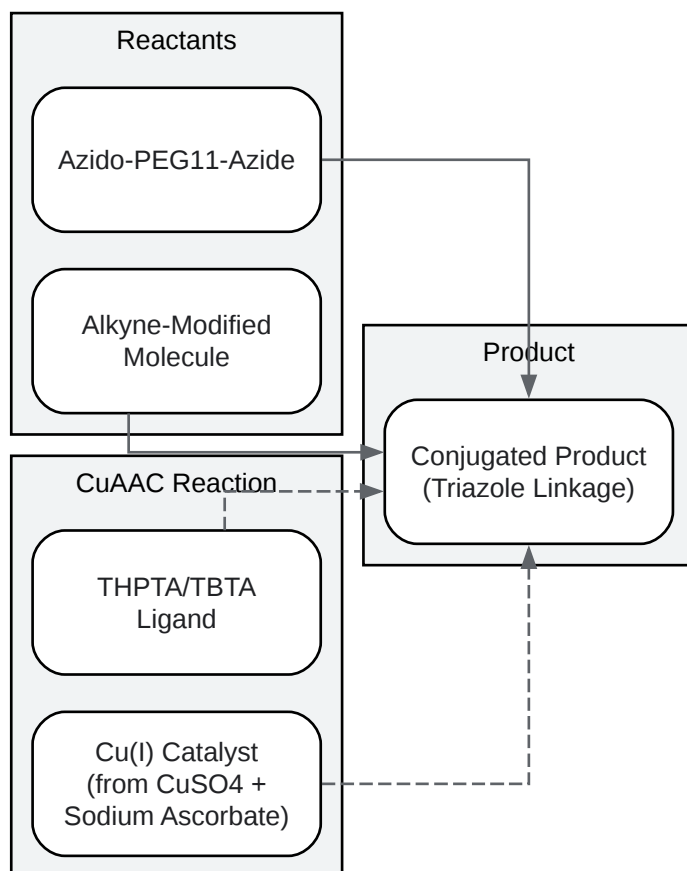 Reactants
Azido-PEG11-Azide
Alkyne-Modified
Molecule
Product
Conjugated Product
(Triazole Linkage)
CuAAC Reaction
THPTA/TBTA
Ligand
Cu(I) Catalyst
(from CuSO4 +
Sodium Ascorbate)